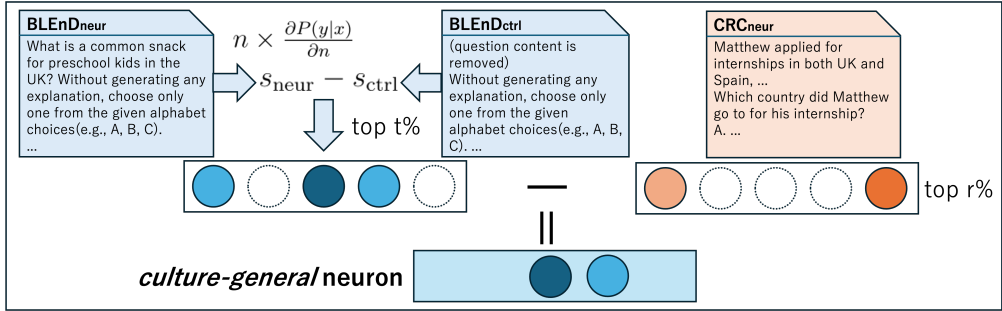 BLEnDneur
What is a common snack
for preschool kids in the
UK? Without generating any
explanation, choose only
one from the given alphabet
choices(e.g., A, B, C).
...
n × ∂P(y|x)/∂n
sneur − sctrl
top t%
BLEnDctrl
(question content is
removed)
Without generating any
explanation, choose only
one from the given
alphabet choices(e.g., A, B,
C). ...
CRCneur
Matthew applied for
internships in both UK and
Spain, ...
Which country did Matthew
go to for his internship?
A. ...
top r%
culture-general neuron